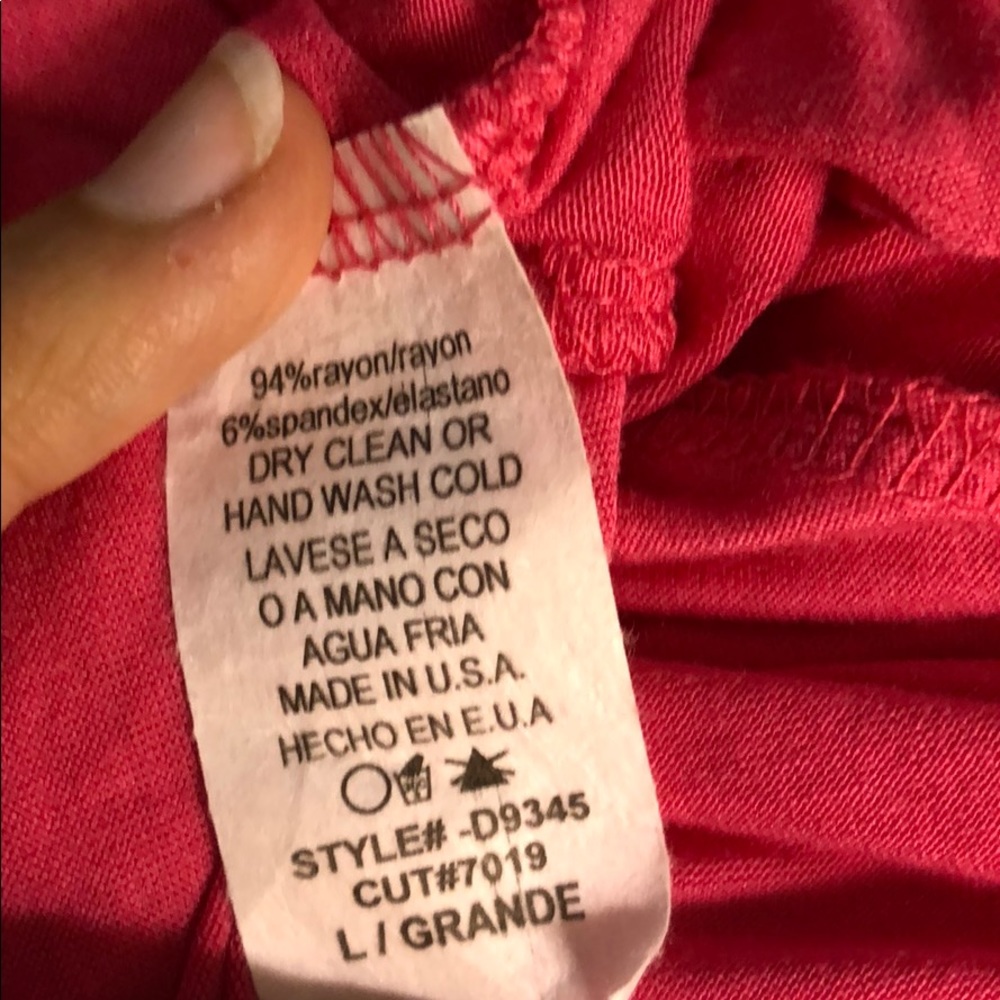 94%rayon/rayon
6%spandex/elastano
DRY CLEAN OR
HAND WASH COLD
LAVESE A SECO
O A MANO CON
AGUA FRIA
MADE IN U.S.A.
HECHO EN E.U.A
STYLE# -D9345
CUT#7019
L / GRANDE